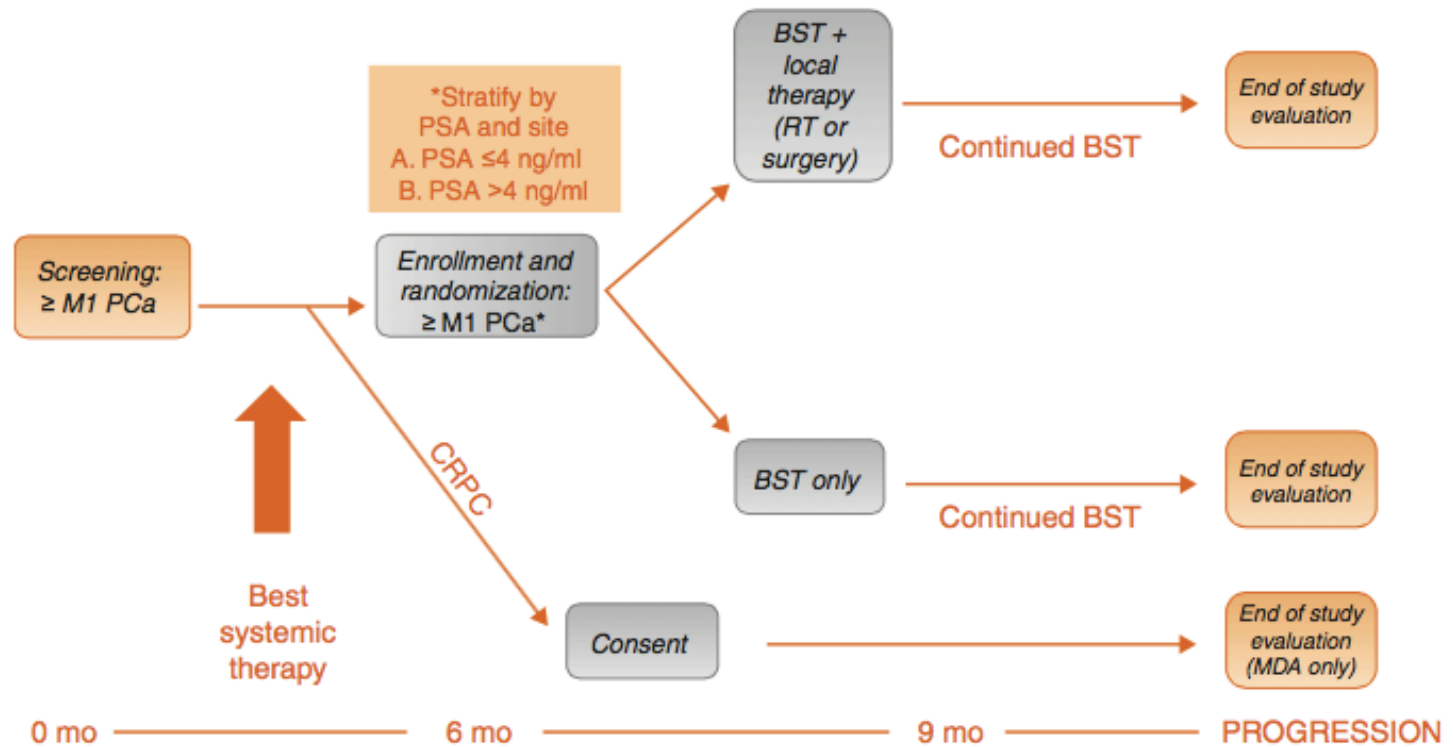 *Stratify by
PSA and site
A. PSA ≤4 ng/ml
B. PSA >4 ng/ml
Screening:
≥ M1 PCa
Enrollment and
randomization:
≥ M1 PCa*
BST +
local
therapy
(RT or
surgery)
Continued BST
End of study
evaluation
BST only
Continued BST
End of study
evaluation
CRPC
Best
systemic
therapy
Consent
End of study
evaluation
(MDA only)
0 mo
6 mo
9 mo
PROGRESSION